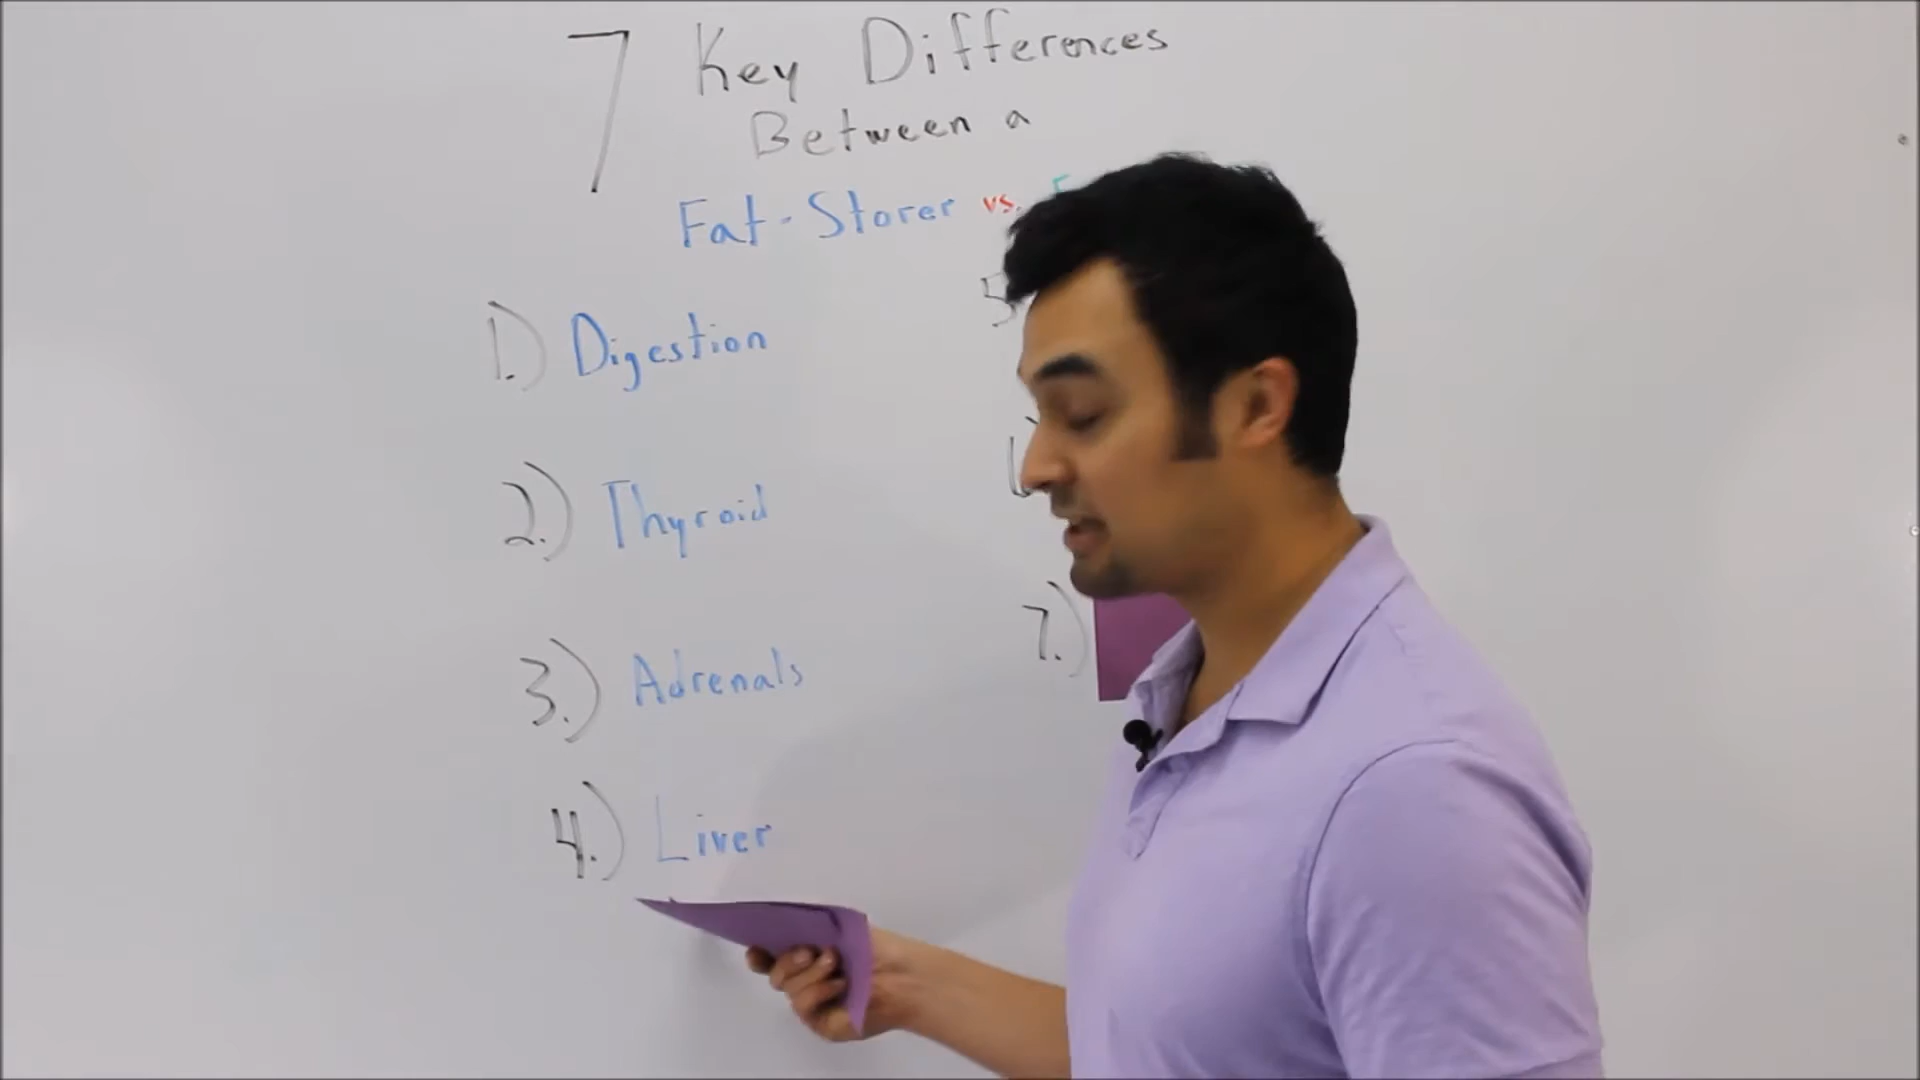 7 Key Differences
Between a
Fat-Storer vs.
1.) Digestion
2.) Thyroid
3.) Adrenals
4.) Liver
5
7.)